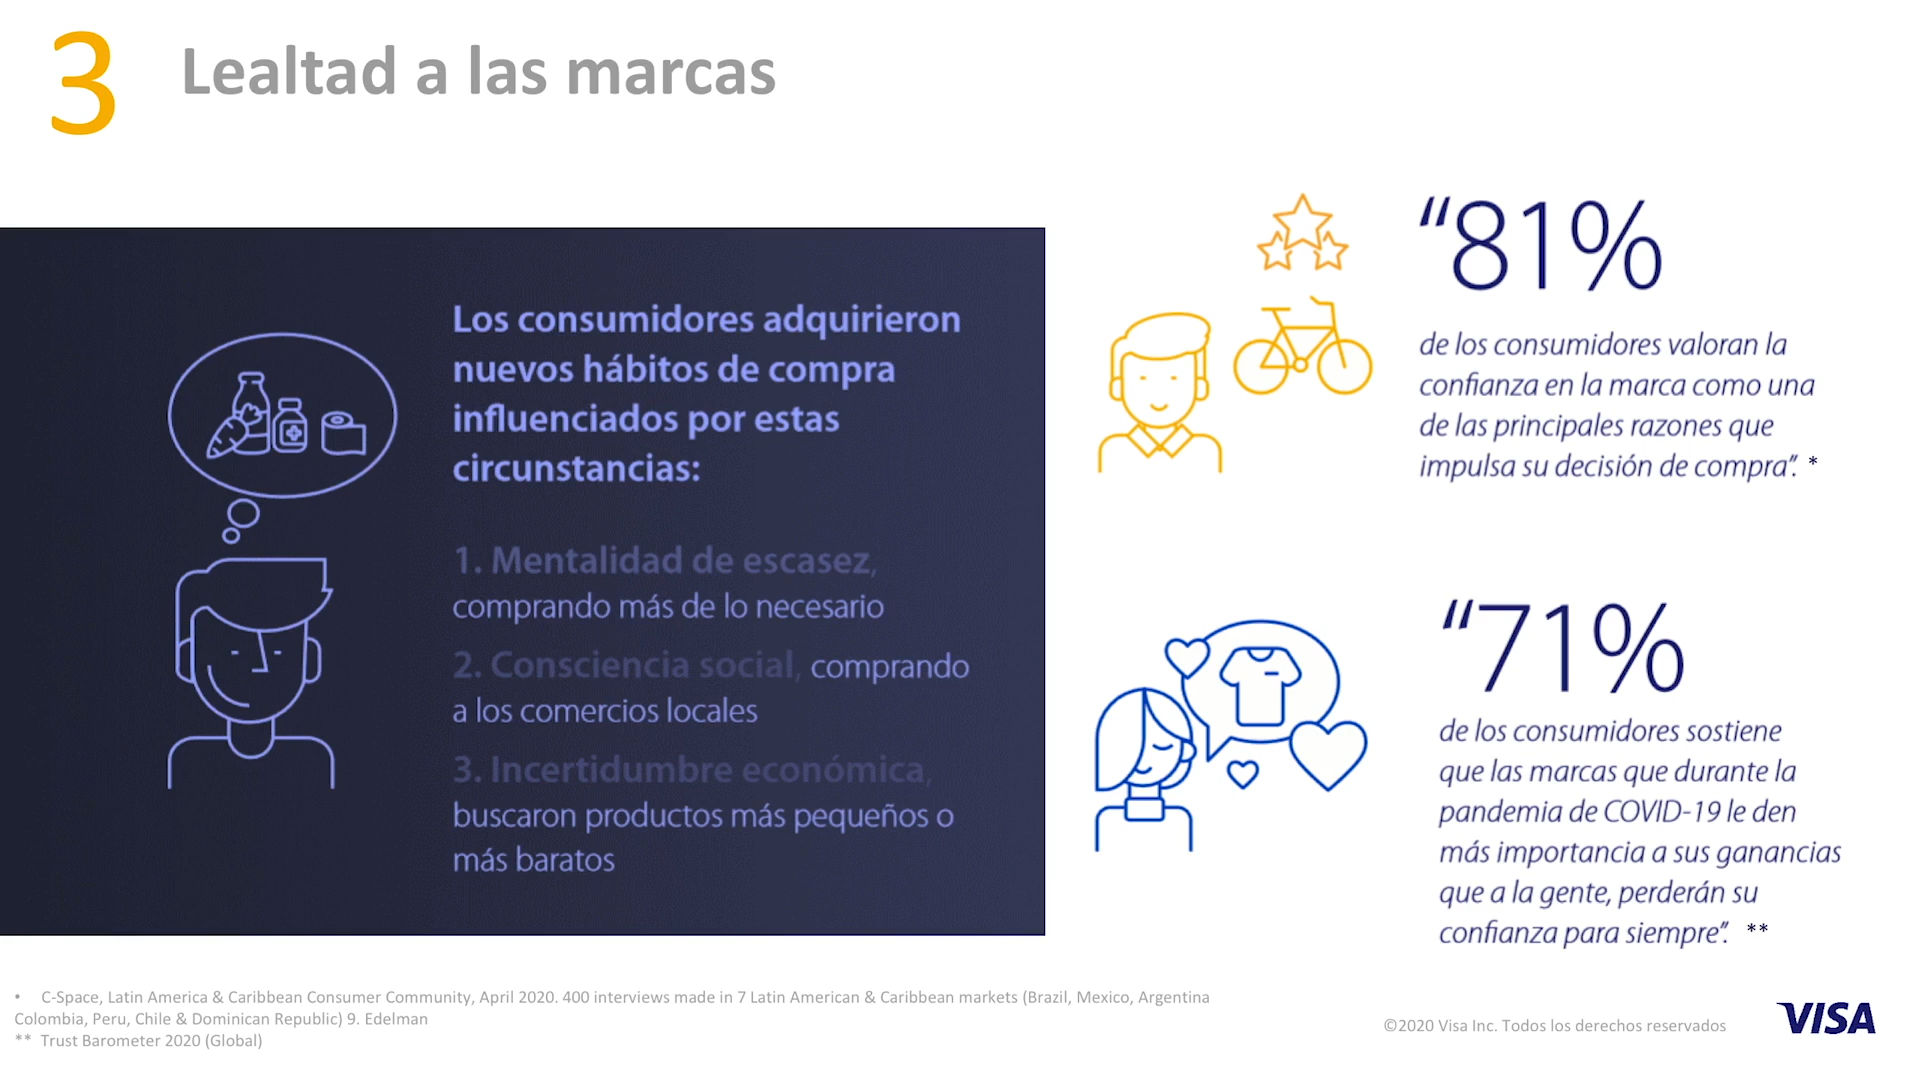 3
Lealtad a las marcas
Los consumidores adquirieron
nuevos hábitos de compra
influenciados por estas
circunstancias:
1. Mentalidad de escasez,
comprando más de lo necesario
2. Consciencia social, comprando
a los comercios locales
3. Incertidumbre económica,
buscaron productos más pequeños o
más baratos
“81%
de los consumidores valoran la
confianza en la marca como una
de las principales razones que
impulsa su decisión de compra”. *
“71%
de los consumidores sostiene
que las marcas que durante la
pandemia de COVID-19 le den
más importancia a sus ganancias
que a la gente, perderán su
confianza para siempre”. **
• C-Space, Latin America & Caribbean Consumer Community, April 2020. 400 interviews made in 7 Latin American & Caribbean markets (Brazil, Mexico, Argentina
Colombia, Peru, Chile & Dominican Republic) 9. Edelman
** Trust Barometer 2020 (Global)
©2020 Visa Inc. Todos los derechos reservados
VISA